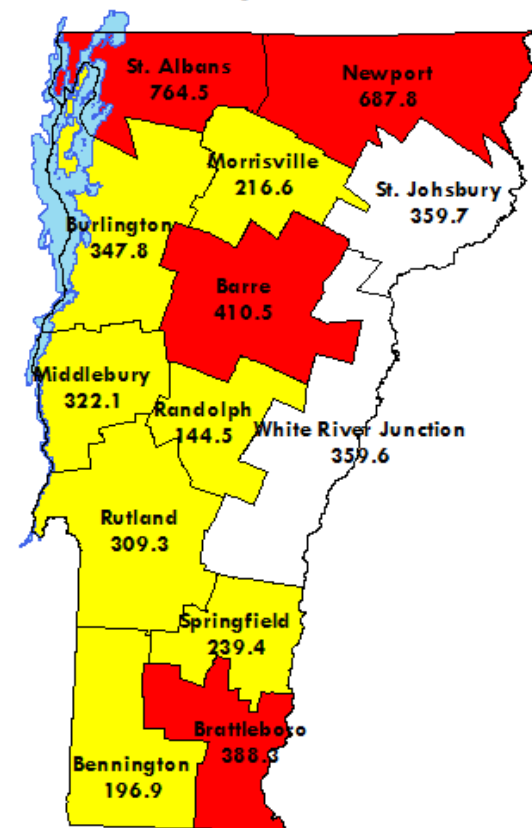 St. Albans
764.5
Newport
687.8
Morrisville
216.6
St. Johsbury
359.7
Burlington
347.8
Barre
410.5
Middlebury
322.1
Randolph
144.5
White River Junction
359.6
Rutland
309.3
Springfield
239.4
Brattleboro
388.3
Bennington
196.9